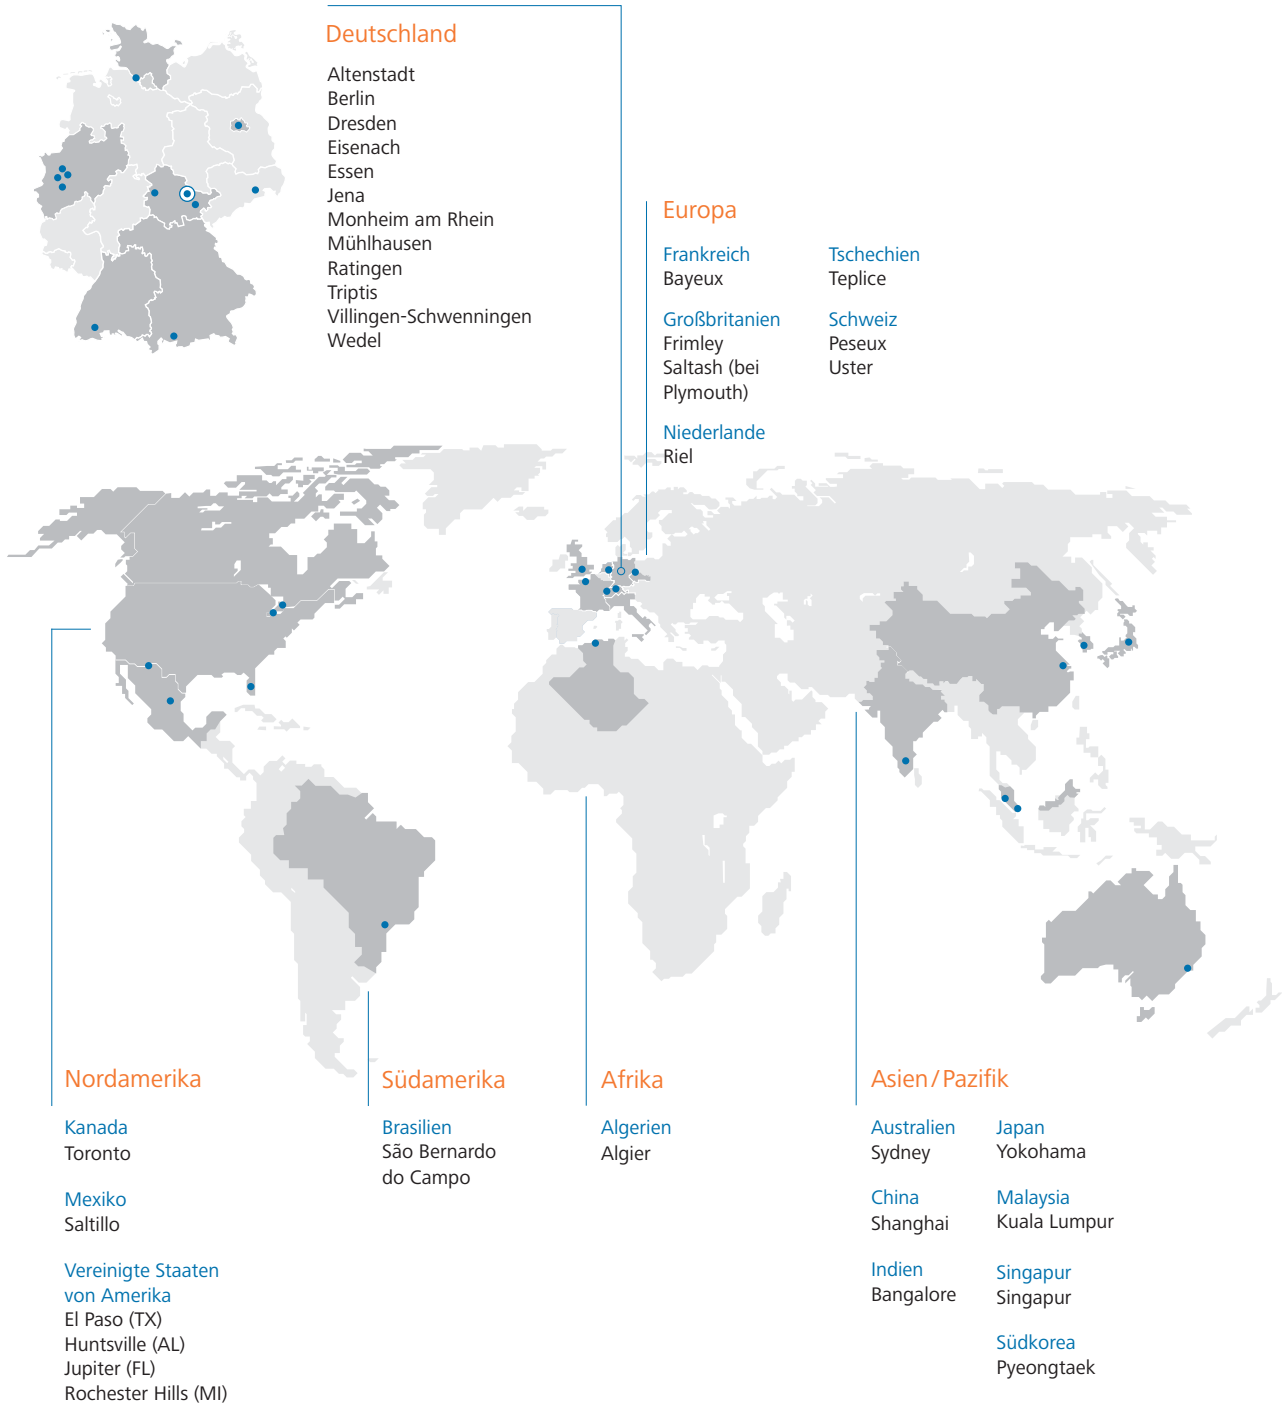 Deutschland
Altenstadt
Berlin
Dresden
Eisenach
Essen
Jena
Monheim am Rhein
Mühlhausen
Ratingen
Triptis
Villingen-Schwenningen
Wedel
Europa
Frankreich
Bayeux
Großbritanien
Frimley
Saltash (bei
Plymouth)
Niederlande
Riel
Tschechien
Teplice
Schweiz
Peseux
Uster
Nordamerika
Kanada
Toronto
Mexiko
Saltillo
Vereinigte Staaten
von Amerika
El Paso (TX)
Huntsville (AL)
Jupiter (FL)
Rochester Hills (MI)
Südamerika
Brasilien
São Bernardo
do Campo
Afrika
Algerien
Algier
Asien / Pazifik
Australien
Sydney
China
Shanghai
Indien
Bangalore
Japan
Yokohama
Malaysia
Kuala Lumpur
Singapur
Singapur
Südkorea
Pyeongtaek